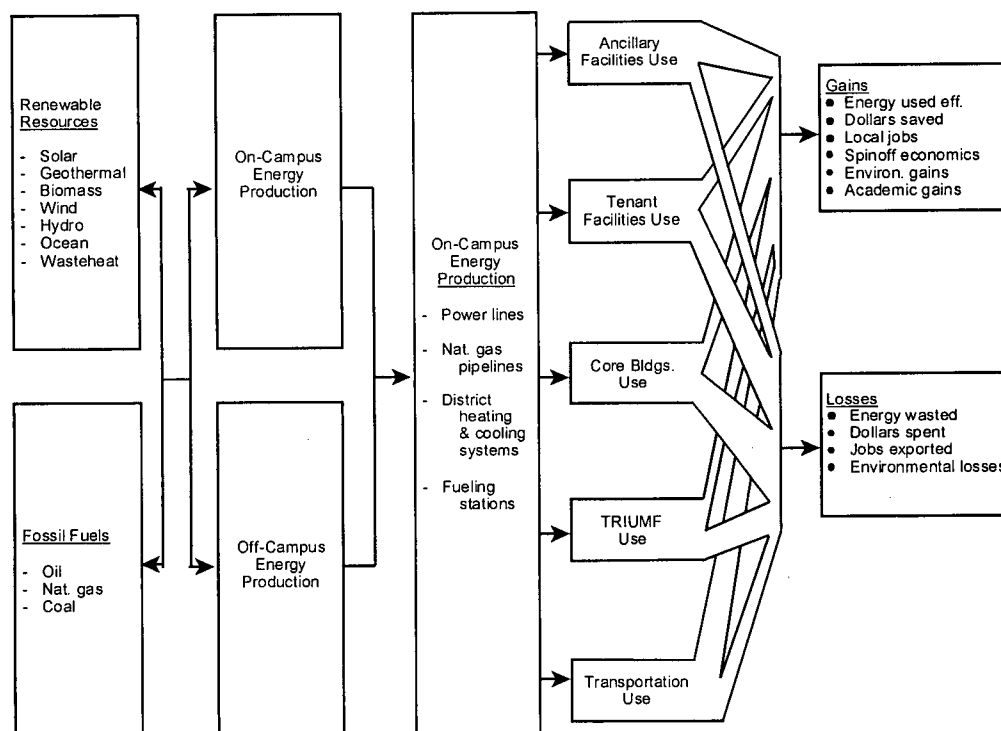 Renewable
Resources
- Solar
- Geothermal
- Biomass
- Wind
- Hydro
- Ocean
- Wasteheat
Fossil Fuels
- Oil
- Nat. gas
- Coal
On-Campus
Energy
Production
Off-Campus
Energy
Production
On-Campus
Energy
Production
- Power lines
- Nat. gas
pipelines
- District
heating
& cooling
systems
- Fueling
stations
Ancillary
Facilities Use
Tenant
Facilities Use
Core Bldgs.
Use
TRIUMF
Use
Transportation
Use
Gains
● Energy used eff.
● Dollars saved
● Local jobs
● Spinoff economics
● Environ. gains
● Academic gains
Losses
● Energy wasted
● Dollars spent
● Jobs exported
● Environmental losses